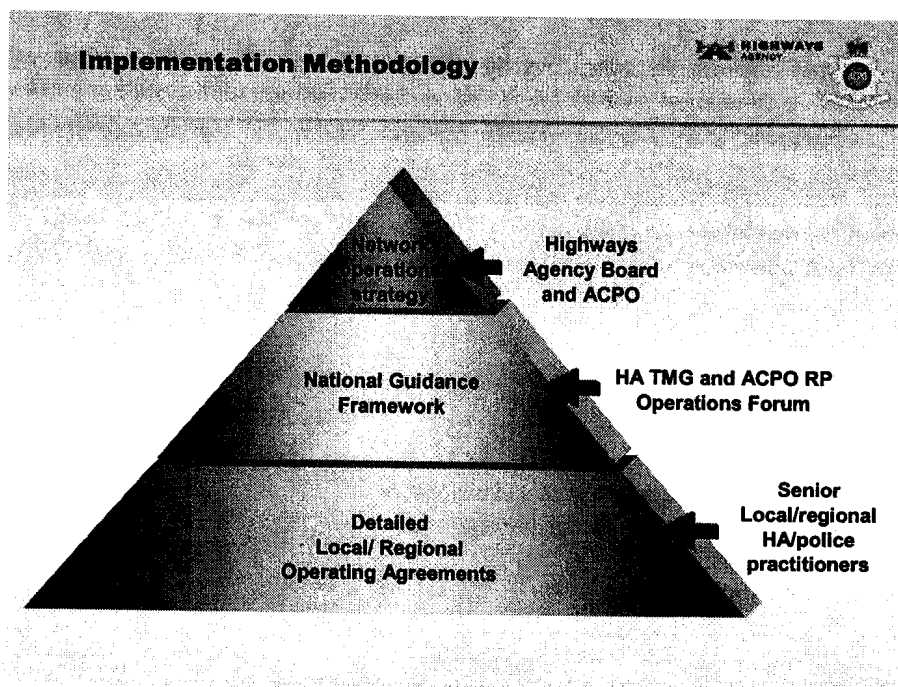 Implementation Methodology
HIGHWAYS
AGENCY
Network
Operations
Strategy
Highways
Agency Board
and ACPO
National Guidance
Framework
HA TMG and ACPO RP
Operations Forum
Detailed
Local/ Regional
Operating Agreements
Senior
Local/regional
HA/police
practitioners